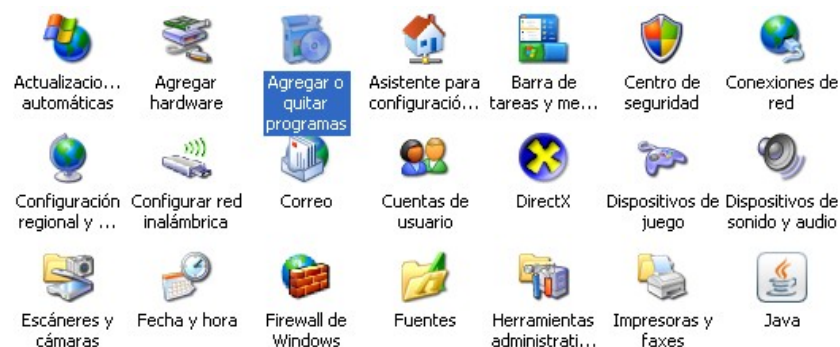 Actualizacio...
automáticas
Agregar
hardware
Agregar o
quitar
programas
Asistente para
configuració...
Barra de
tareas y me...
Centro de
seguridad
Conexiones de
red
Configuración
regional y ...
Configurar red
inalámbrica
Correo
Cuentas de
usuario
DirectX
Dispositivos de
juego
Dispositivos de
sonido y audio
Escáneres y
cámaras
Fecha y hora
Firewall de
Windows
Fuentes
Herramientas
administrati...
Impresoras y
faxes
Java